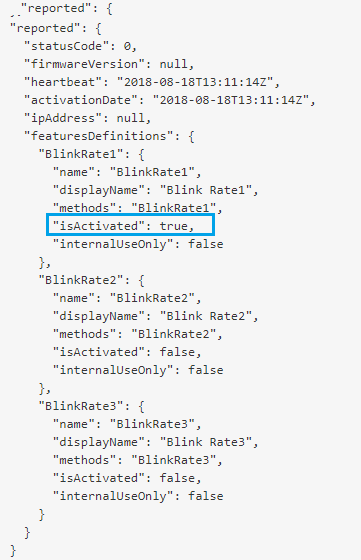 "reported": {
"reported": {
"statusCode": 0,
"firmwareVersion": null,
"heartbeat": "2018-08-18T13:11:14Z",
"activationDate": "2018-08-18T13:11:14Z",
"ipAddress": null,
"featuresDefinitions": {
"BlinkRate1": {
"name": "BlinkRate1",
"displayName": "Blink Rate1",
"methods": "BlinkRate1",
"isActivated": true,
"internalUseOnly": false
},
"BlinkRate2": {
"name": "BlinkRate2",
"displayName": "Blink Rate2",
"methods": "BlinkRate2",
"isActivated": false,
"internalUseOnly": false
},
"BlinkRate3": {
"name": "BlinkRate3",
"displayName": "Blink Rate3",
"methods": "BlinkRate3",
"isActivated": false,
"internalUseOnly": false
}
}
}